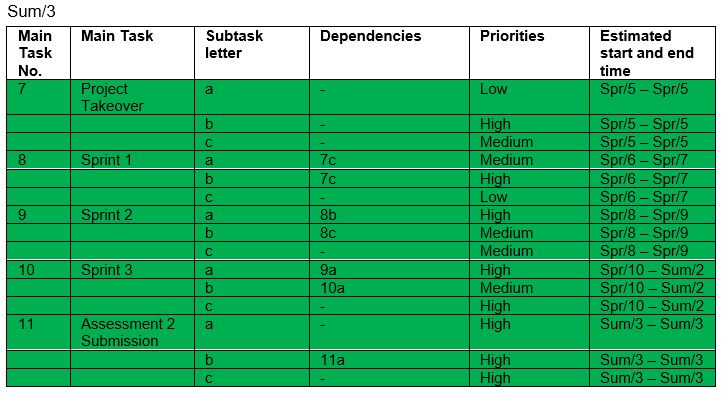 Sum/3
Main Task No. Main Task Subtask letter Dependencies Priorities Estimated start and end time
7 Project Takeover a - Low Spr/5 – Spr/5
b - High Spr/5 – Spr/5
c - Medium Spr/5 – Spr/5
8 Sprint 1 a 7c Medium Spr/6 – Spr/7
b 7c High Spr/6 – Spr/7
c - Low Spr/6 – Spr/7
9 Sprint 2 a 8b High Spr/8 – Spr/9
b 8c Medium Spr/8 – Spr/9
c - Medium Spr/8 – Spr/9
10 Sprint 3 a 9a High Spr/10 – Sum/2
b 10a Medium Spr/10 – Sum/2
c - High Spr/10 – Sum/2
11 Assessment 2 Submission a - High Sum/3 – Sum/3
b 11a High Sum/3 – Sum/3
c - High Sum/3 – Sum/3